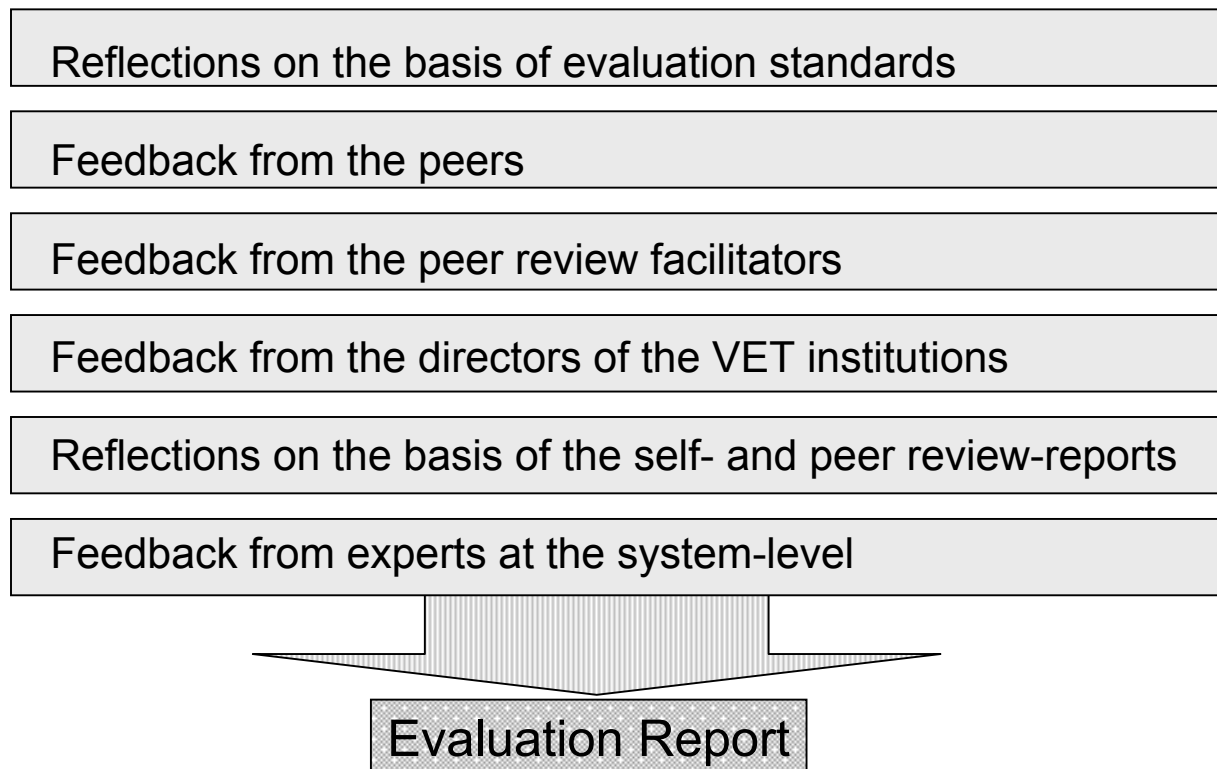 Reflections on the basis of evaluation standards
Feedback from the peers
Feedback from the peer review facilitators
Feedback from the directors of the VET institutions
Reflections on the basis of the self- and peer review-reports
Feedback from experts at the system-level
Evaluation Report